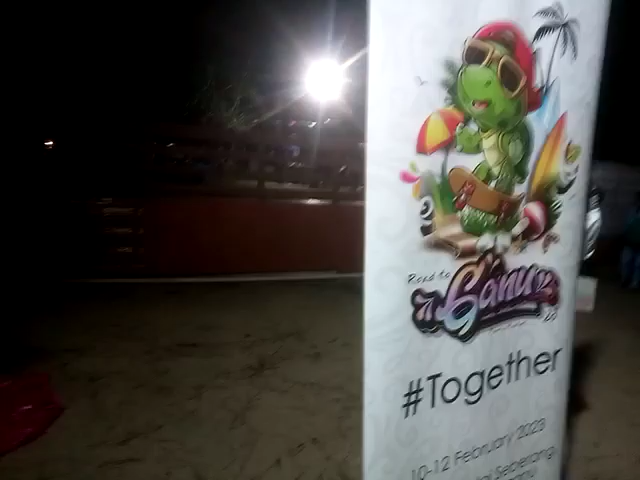 Road to
Ganu
#Together
10-12 February 2023
Seberang